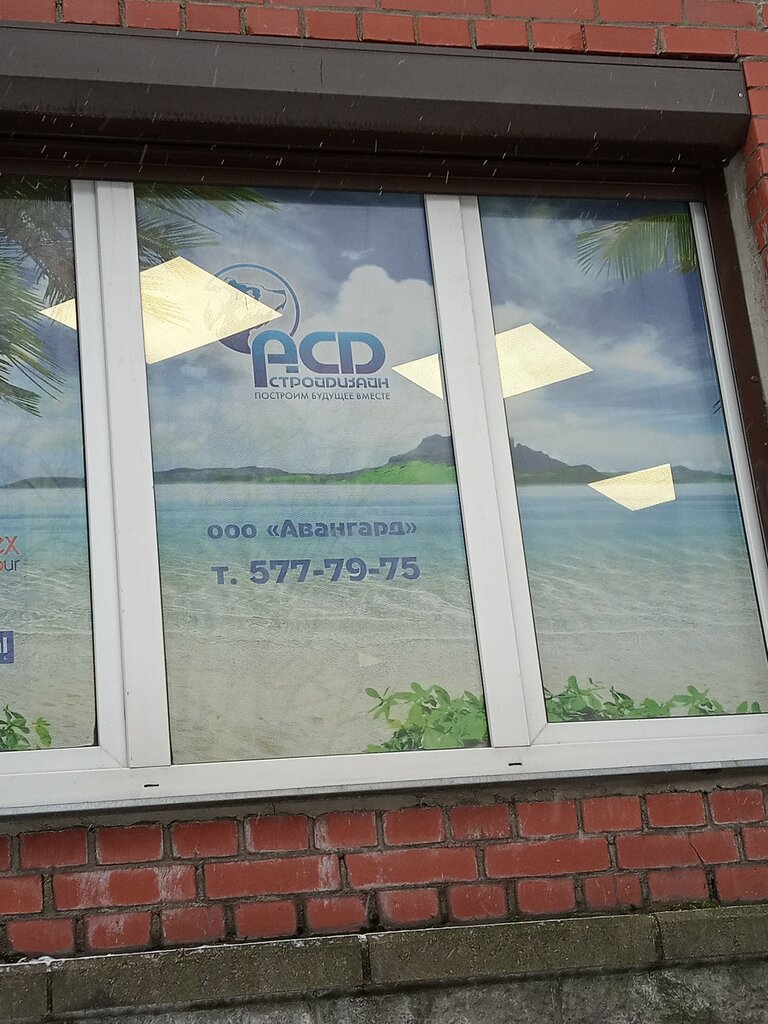 АСD
СТРОЙДИЗАЙН
ПОСТРОИМ БУДУЩЕЕ ВМЕСТЕ
ООО «Авангард»
т. 577-79-75